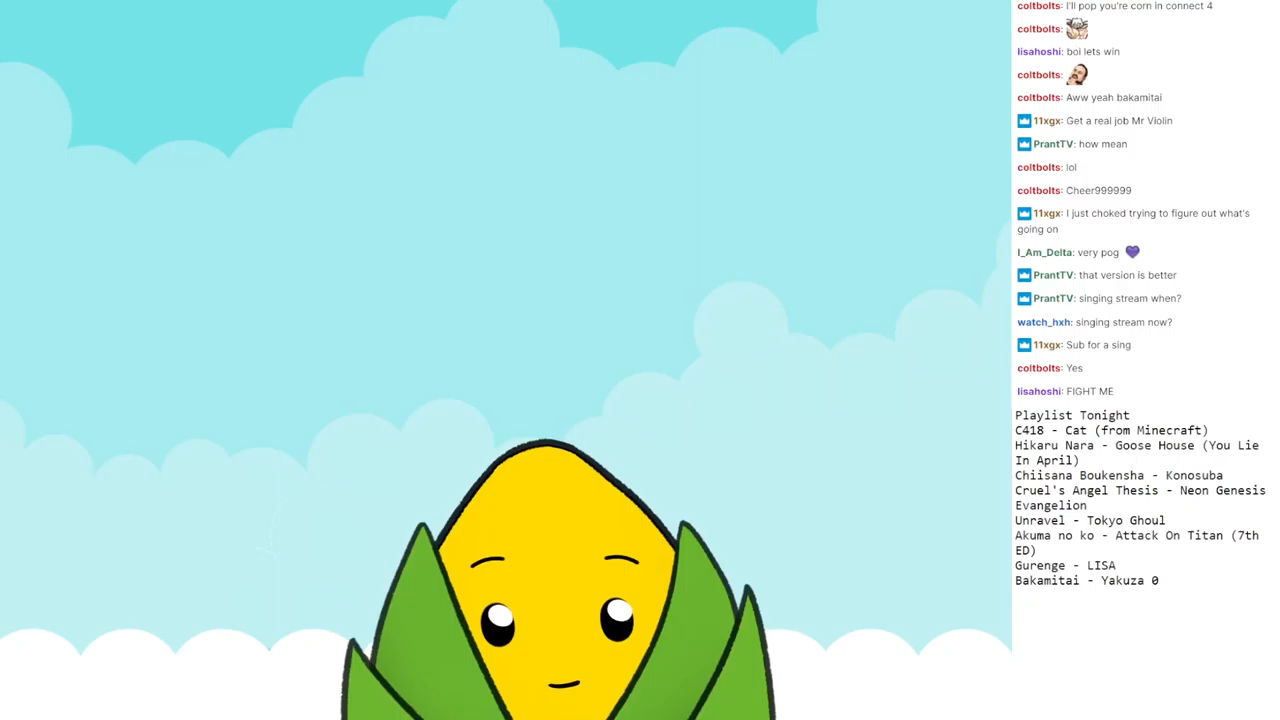 coltbolts: I'll pop you're corn in connect 4
coltbolts:
lisahoshi: boi lets win
coltbolts:
coltbolts: Aww yeah bakamitai
11xgx: Get a real job Mr Violin
PrantTV: how mean
coltbolts: lol
coltbolts: Cheer999999
11xgx: I just choked trying to figure out what's
going on
I_Am_Delta: very pog
PrantTV: that version is better
PrantTV: singing stream when?
watch_hxh: singing stream now?
11xgx: Sub for a sing
coltbolts: Yes
lisahoshi: FIGHT ME
Playlist Tonight
C418 - Cat (from Minecraft)
Hikaru Nara - Goose House (You Lie
In April)
Chiisana Boukensha - Konosuba
Cruel's Angel Thesis - Neon Genesis
Evangelion
Unravel - Tokyo Ghoul
Akuma no ko - Attack On Titan (7th
ED)
Gurenge - LISA
Bakamitai - Yakuza 0